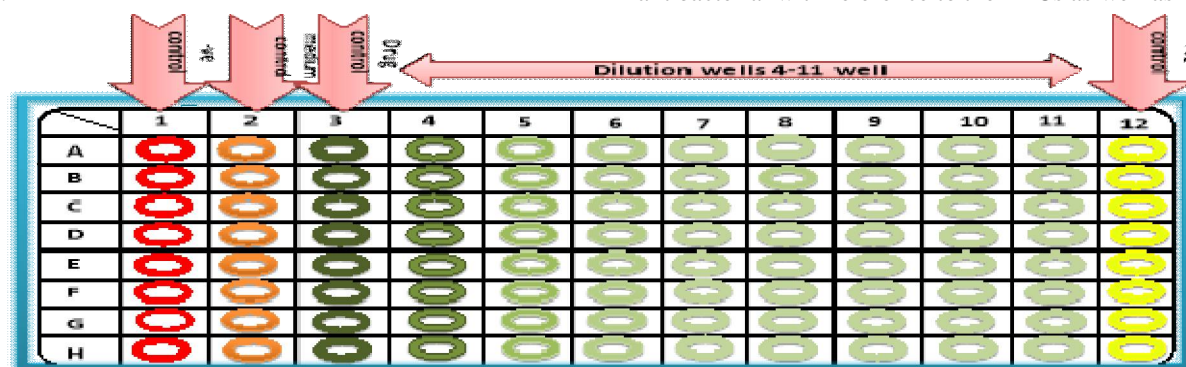 -ve control
medium control
Drug control
Dilution wells 4-11 well
control
1 2 3 4 5 6 7 8 9 10 11 12
A
B
C
D
E
F
G
H